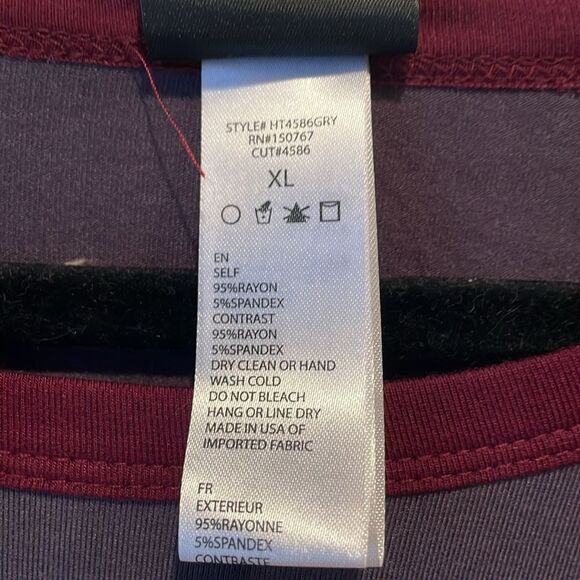 STYLE# HT4586GRY
RN#150767
CUT#4586
XL
EN
SELF
95%RAYON
5%SPANDEX
CONTRAST
95%RAYON
5%SPANDEX
DRY CLEAN OR HAND
WASH COLD
DO NOT BLEACH
HANG OR LINE DRY
MADE IN USA OF
IMPORTED FABRIC
FR
EXTERIEUR
95%RAYONNE
5%SPANDEX
CONTRASTE